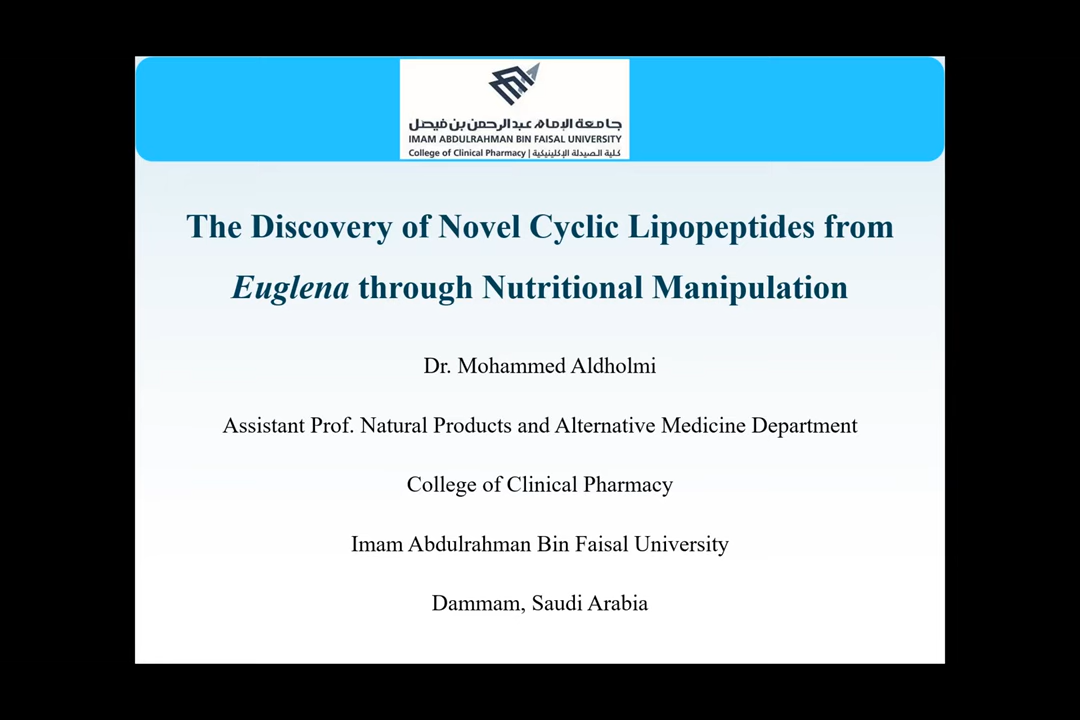 جامعة الإمام عبدالرحمن بن فيصل
IMAM ABDULRAHMAN BIN FAISAL UNIVERSITY
College of Clinical Pharmacy | كلية الصيدلة الإكلينيكية
The Discovery of Novel Cyclic Lipopeptides from
Euglena through Nutritional Manipulation
Dr. Mohammed Aldholmi
Assistant Prof. Natural Products and Alternative Medicine Department
College of Clinical Pharmacy
Imam Abdulrahman Bin Faisal University
Dammam, Saudi Arabia